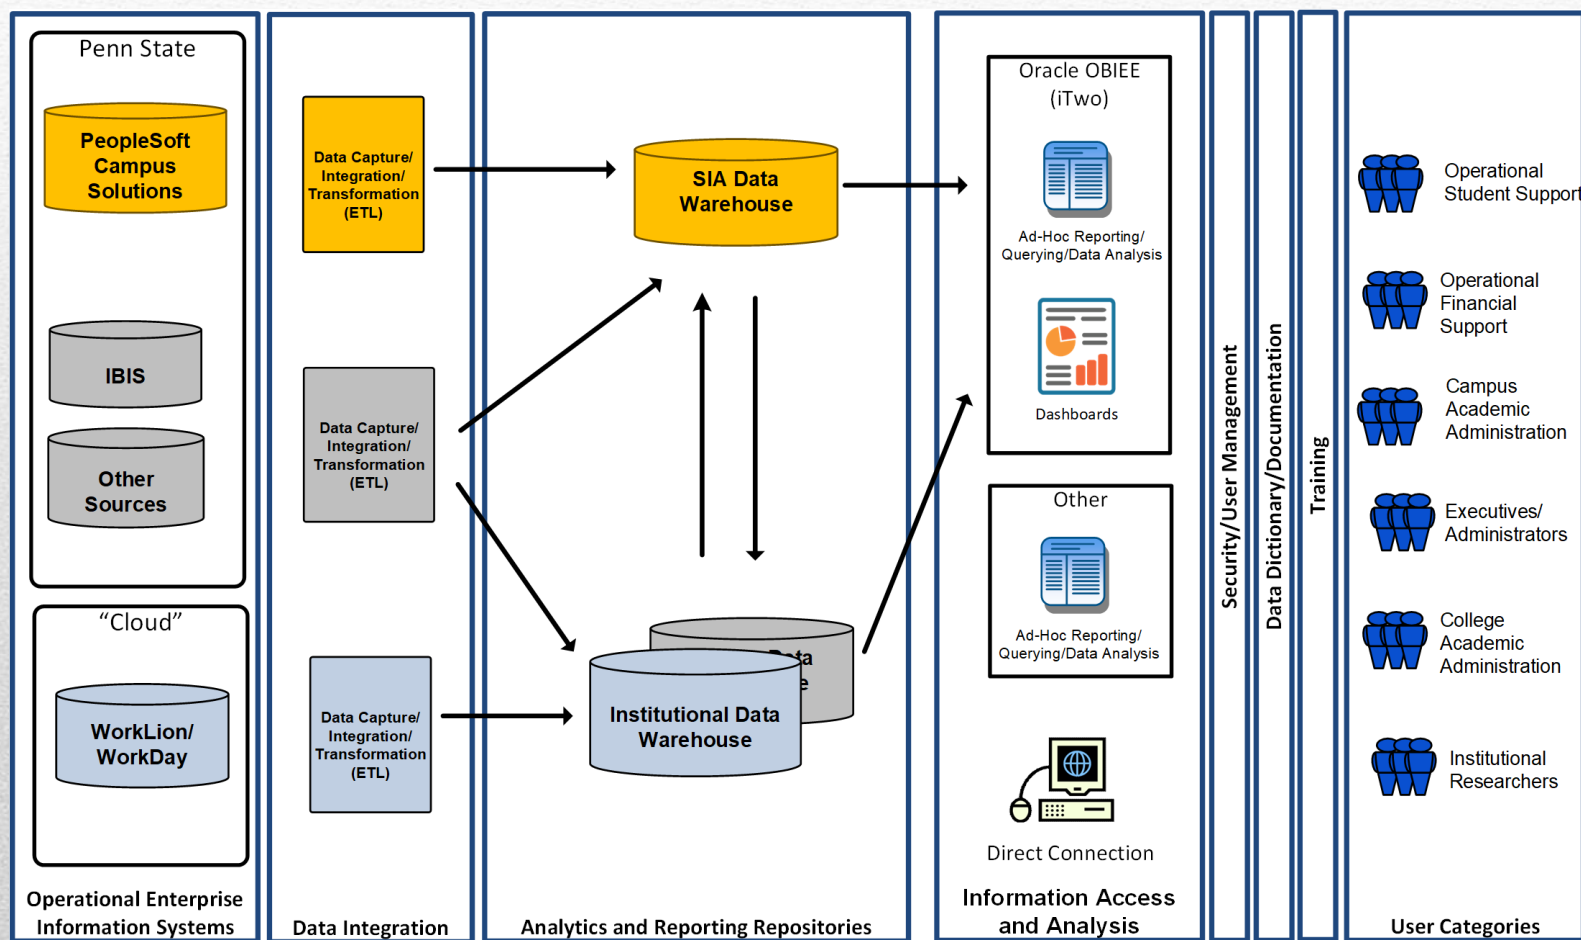 Penn State
PeopleSoft
Campus
Solutions
IBIS
Other
Sources
“Cloud”
WorkLion/
WorkDay
Operational Enterprise
Information Systems
Data Capture/
Integration/
Transformation
(ETL)
Data Capture/
Integration/
Transformation
(ETL)
Data Capture/
Integration/
Transformation
(ETL)
Data Integration
SIA Data
Warehouse
Institutional Data
Warehouse
Analytics and Reporting Repositories
Oracle OBIEE
(iTwo)
Ad-Hoc Reporting/
Querying/Data Analysis
Dashboards
Other
Ad-Hoc Reporting/
Querying/Data Analysis
Direct Connection
Information Access
and Analysis
Security/User Management
Data Dictionary/Documentation
Training
Operational
Student Support
Operational
Financial
Support
Campus
Academic
Administration
Executives/
Administrators
College
Academic
Administration
Institutional
Researchers
User Categories